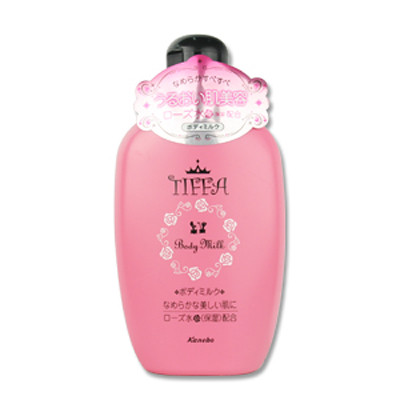 なめらかすべすべ
うるおい肌美容
ローズ水配合
ボディミルク
TIFFA
Body Milk
ボディミルク
なめらかな美しい肌に
ローズ水(保湿)配合
Kanebo